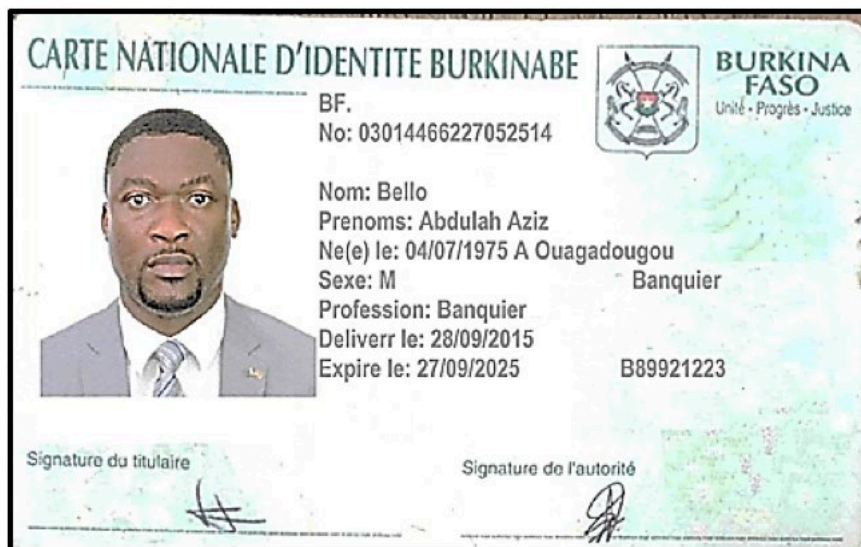 CARTE NATIONALE D'IDENTITE BURKINABE
BURKINA
FASO
Unité - Progrès - Justice
BF.
No: 03014466227052514
Nom: Bello
Prenoms: Abdulah Aziz
Ne(e) le: 04/07/1975 A Ouagadougou
Sexe: M Banquier
Profession: Banquier
Deliverr le: 28/09/2015
Expire le: 27/09/2025 B89921223
Signature du titulaire
Signature de l'autorité